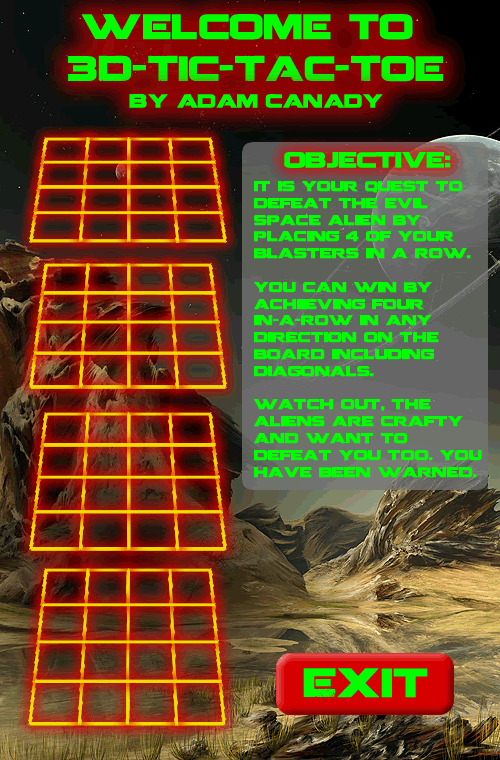 WELCOME TO
3D-TIC-TAC-TOE
BY ADAM CANADY
OBJECTIVE:
IT IS YOUR QUEST TO
DEFEAT THE EVIL
SPACE ALIEN BY
PLACING 4 OF YOUR
BLASTERS IN A ROW.
YOU CAN WIN BY
ACHIEVING FOUR
IN-A-ROW IN ANY
DIRECTION ON THE
BOARD INCLUDING
DIAGONALS.
WATCH OUT, THE
ALIENS ARE CRAFTY
AND WANT TO
DEFEAT YOU TOO. YOU
HAVE BEEN WARNED.
EXIT